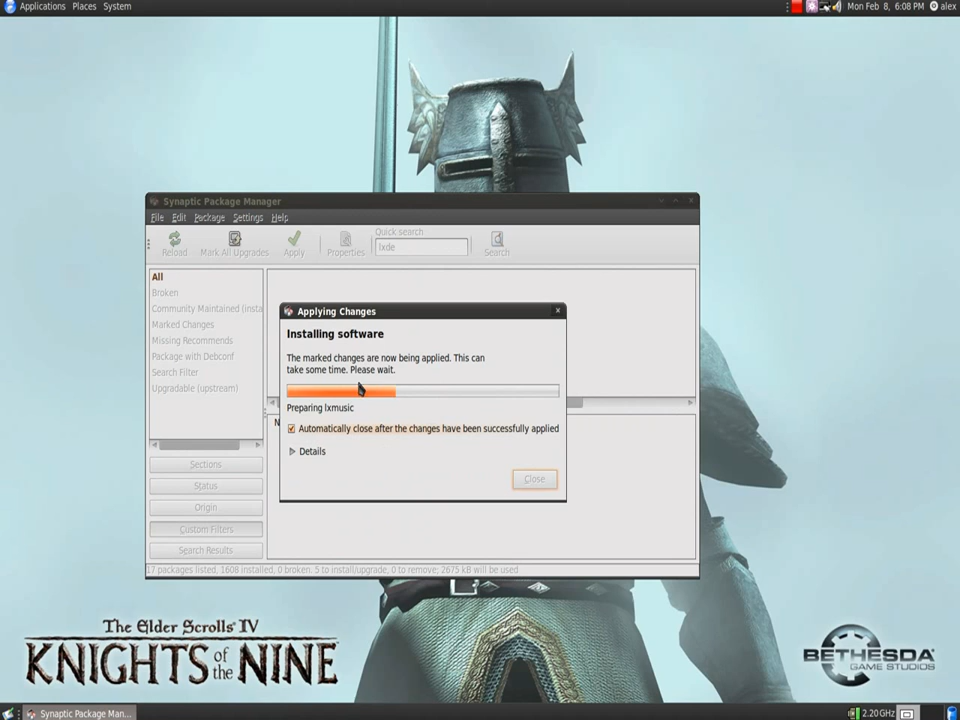 Applications Places System
Mon Feb 8, 6:08 PM alex
Synaptic Package Manager
File Edit Package Settings Help
Quick search
lxde
Reload Mark All Upgrades Apply Properties Search
All
Broken
Community Maintained (insta
Marked Changes
Missing Recommends
Package with Debconf
Search Filter
Upgradable (upstream)
Sections
Status
Origin
Custom Filters
Search Results
N
Applying Changes
Installing software
The marked changes are now being applied. This can
take some time. Please wait.
Preparing lxmusic
Automatically close after the changes have been successfully applied
Details
Close
17 packages listed, 1608 installed, 0 broken. 5 to install/upgrade, 0 to remove; 2675 kB will be used
The Elder Scrolls IV
KNIGHTS of the NINE
BETHESDA
GAME STUDIOS
Synaptic Package Man...
2.20 GHz